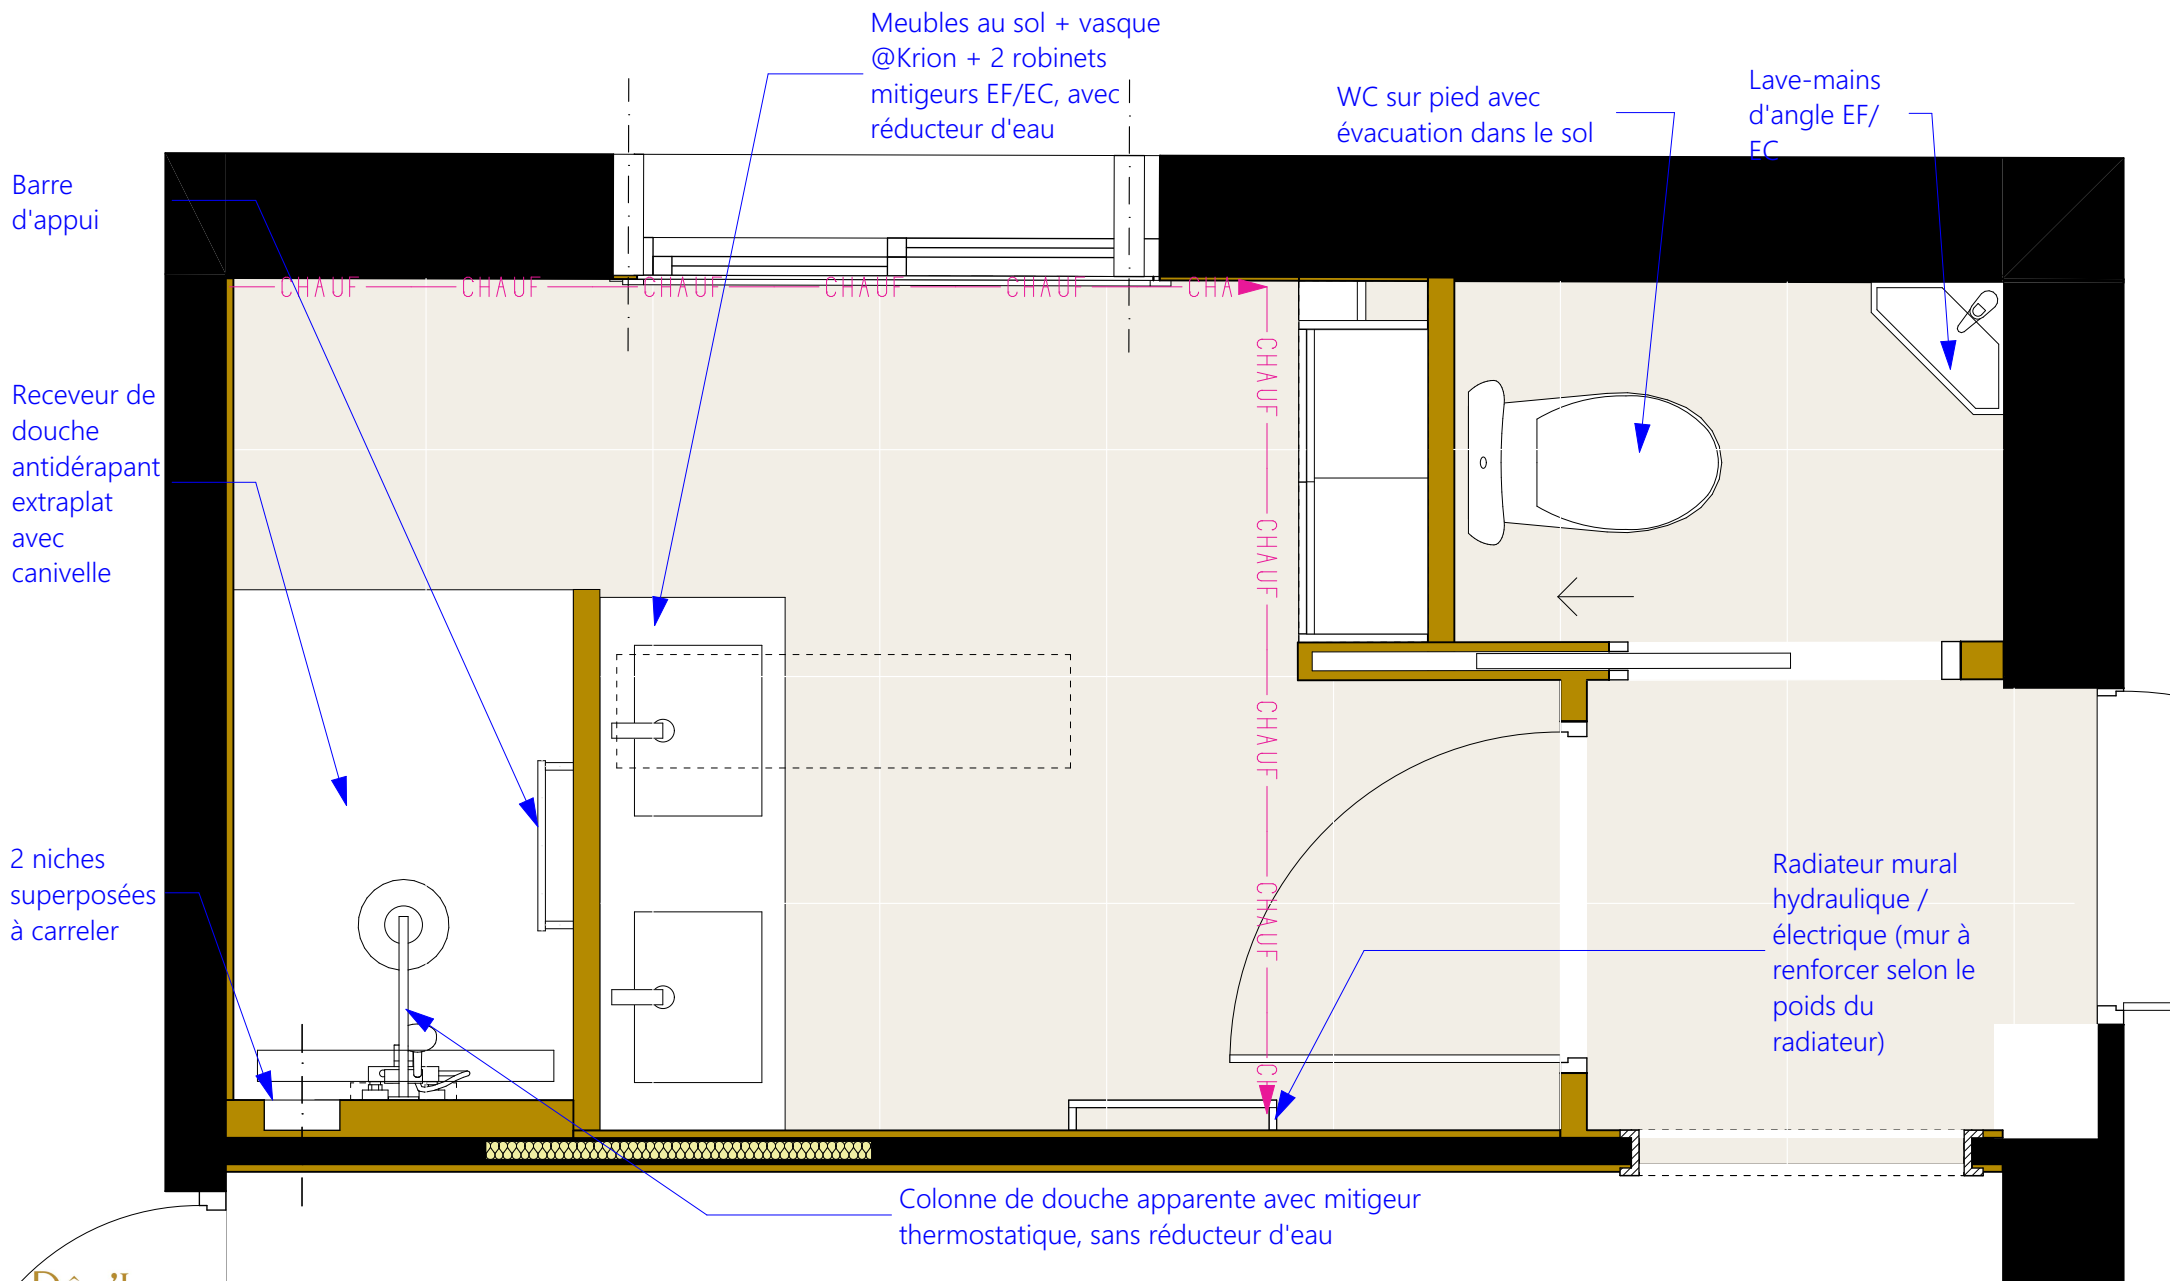 Meubles au sol + vasque
@Krion + 2 robinets
mitigeurs EF/EC, avec
réducteur d'eau
WC sur pied avec
évacuation dans le sol
Lave-mains
d'angle EF/
EC
Barre
d'appui
CHAUF
CHAUF
CHAUF
CHAUF
CHAUF
CHA
CHAUF
CHAUF
CHAUF
CHAUF
CH
Receveur de
douche
antidérapant
extraplat
avec
canivelle
2 niches
superposées
à carreler
Radiateur mural
hydraulique /
électrique (mur à
renforcer selon le
poids du
radiateur)
Colonne de douche apparente avec mitigeur
thermostatique, sans réducteur d'eau